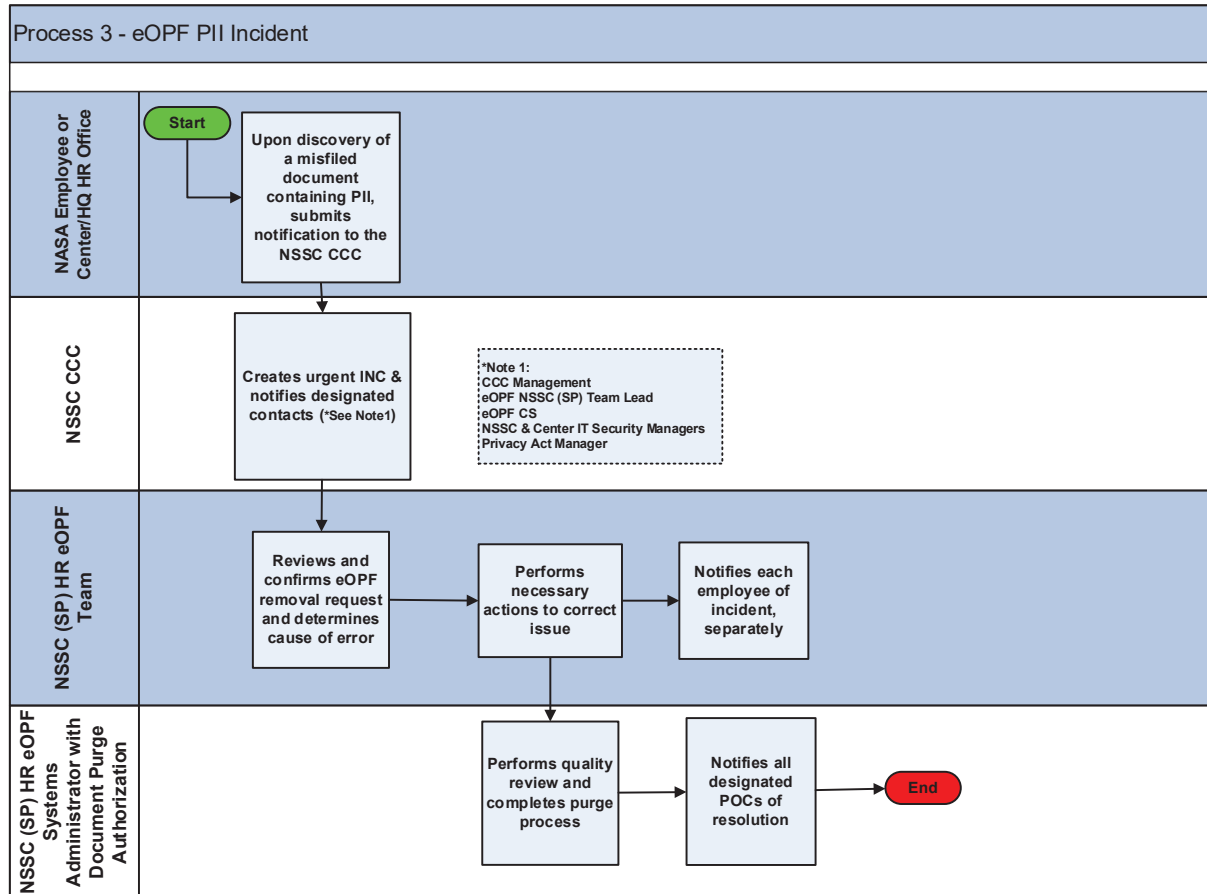 Process 3 - eOPF PII Incident
NASA Employee or
Center/HQ HR Office
Start
Upon discovery of
a misfiled
document
containing PII,
submits
notification to the
NSSC CCC
NSSC CCC
Creates urgent INC &
notifies designated
contacts (*See Note1)
*Note 1:
CCC Management
eOPF NSSC (SP) Team Lead
eOPF CS
NSSC & Center IT Security Managers
Privacy Act Manager
NSSC (SP) HR eOPF
Team
Reviews and
confirms eOPF
removal request
and determines
cause of error
Performs
necessary
actions to correct
issue
Notifies each
employee of
incident,
separately
NSSC (SP) HR eOPF
Systems
Administrator with
Document Purge
Authorization
Performs quality
review and
completes purge
process
Notifies all
designated
POCs of
resolution
End